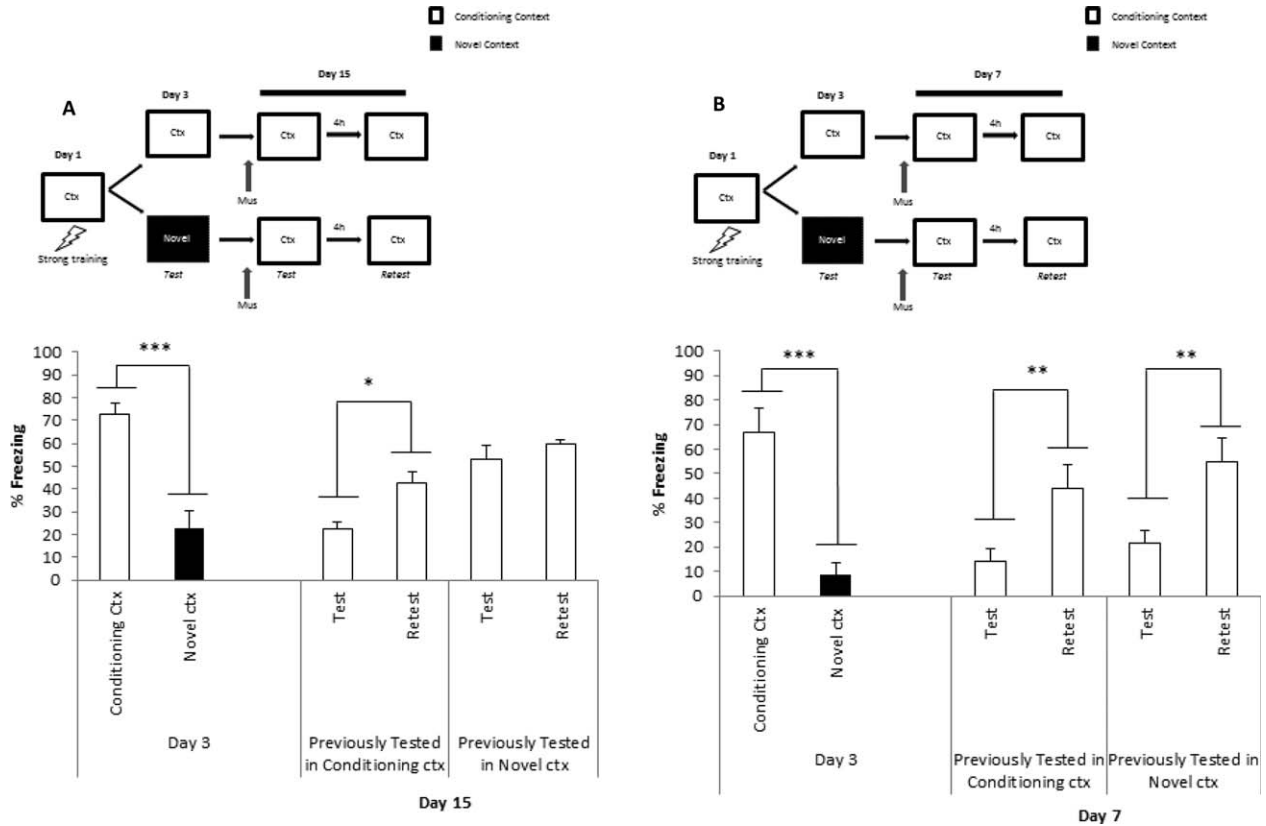 Conditioning Context
Novel Context
A
Day 1
Day 3
Day 15
Ctx
Ctx
Ctx
4h
Ctx
Mus
Strong training
Novel
Ctx
4h
Ctx
Test
Test
Retest
Mus
% Freezing
100
90
80
70
60
50
40
30
20
10
0
***
*
Conditioning Ctx
Novel ctx
Test
Retest
Test
Retest
Day 3
Previously Tested
in Conditioning ctx
Previously Tested
in Novel ctx
Day 15
Conditioning Context
Novel Context
B
Day 1
Day 3
Day 7
Ctx
Ctx
Ctx
4h
Ctx
Mus
Strong training
Novel
Ctx
4h
Ctx
Test
Test
Retest
Mus
% Freezing
100
90
80
70
60
50
40
30
20
10
0
***
**
**
Conditioning Ctx
Novel ctx
Test
Retest
Test
Retest
Day 3
Previously Tested in
Conditioning ctx
Previously Tested in
Novel ctx
Day 7